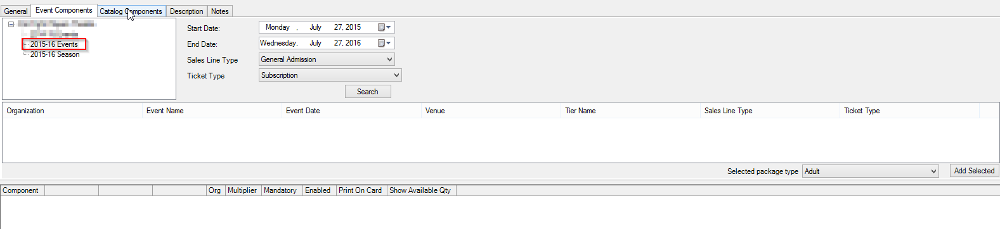 General Event Components Catalog Components Description Notes
Start Date: Monday , July 27, 2015
End Date: Wednesday, July 27, 2016
2015-16 Events
2015-16 Season
Sales Line Type General Admission
Ticket Type Subscription
Search
Organization Event Name Event Date Venue Tier Name Sales Line Type Ticket Type
Selected package type Adult Add Selected
Component Org Multiplier Mandatory Enabled Print On Card Show Available Qty